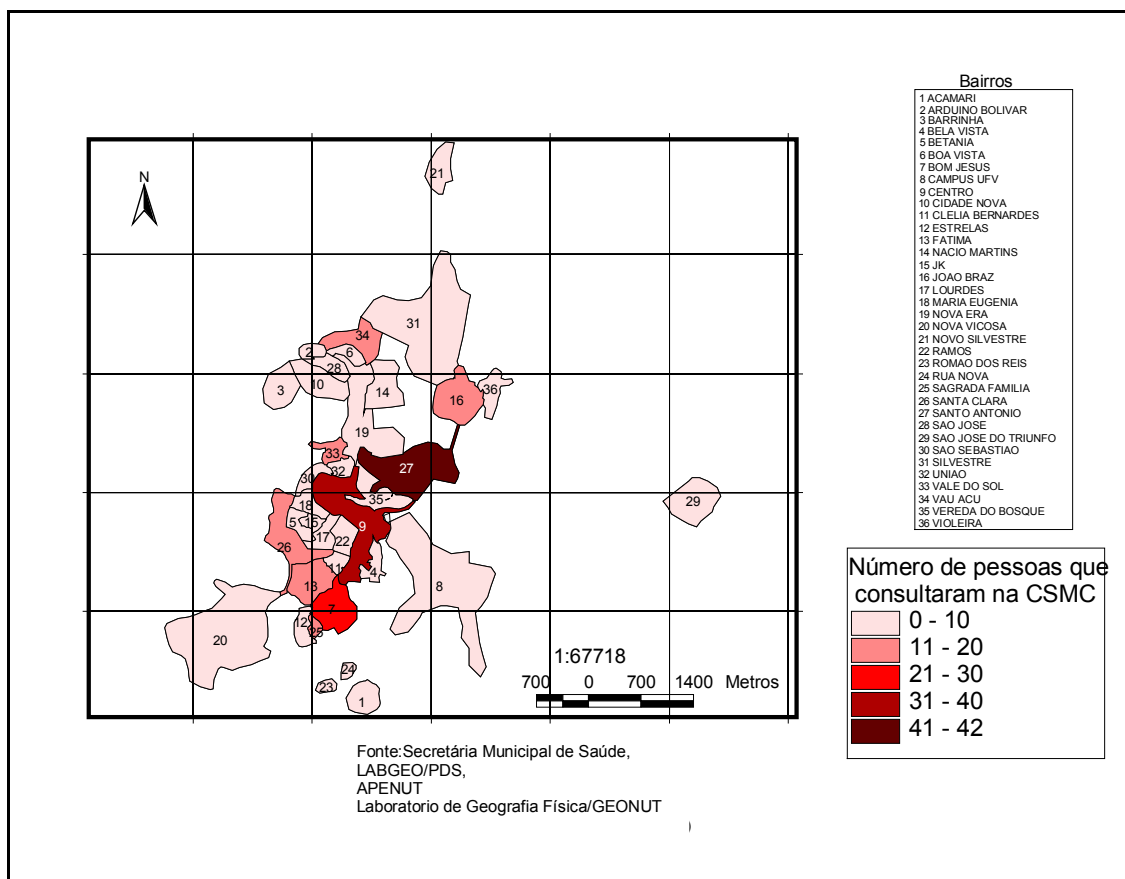 Bairros
1 ACAMARI
2 ARDUINO BOLIVAR
3 BARRINHA
4 BELA VISTA
5 BETANIA
6 BOA VISTA
7 BOM JESUS
8 CAMPUS UFV
9 CENTRO
10 CIDADE NOVA
11 CLELIA BERNARDES
12 ESTRELAS
13 FATIMA
14 NACIO MARTINS
15 JK
16 JOAO BRAZ
17 LOURDES
18 MARIA EUGENIA
19 NOVA ERA
20 NOVA VICOSA
21 NOVO SILVESTRE
22 RAMOS
23 ROMAO DOS REIS
24 RUA NOVA
25 SAGRADA FAMILIA
26 SANTA CLARA
27 SANTO ANTONIO
28 SAO JOSE
29 SAO JOSE DO TRIUNFO
30 SAO SEBASTIAO
31 SILVESTRE
32 UNIAO
33 VALE DO SOL
34 VAU ACU
35 VEREDA DO BOSQUE
36 VIOLEIRA
N
21
31
34
2
6
28
3
10
14
36
16
19
33
27
32
30
35
29
18
5
15
9
17
22
26
11
4
13
8
7
12
25
20
24
23
1
1:67718
700 0 700 1400 Metros
Número de pessoas que
consultaram na CSMC
0 - 10
11 - 20
21 - 30
31 - 40
41 - 42
Fonte:Secretária Municipal de Saúde,
LABGEO/PDS,
APENUT
Laboratorio de Geografia Física/GEONUT
)